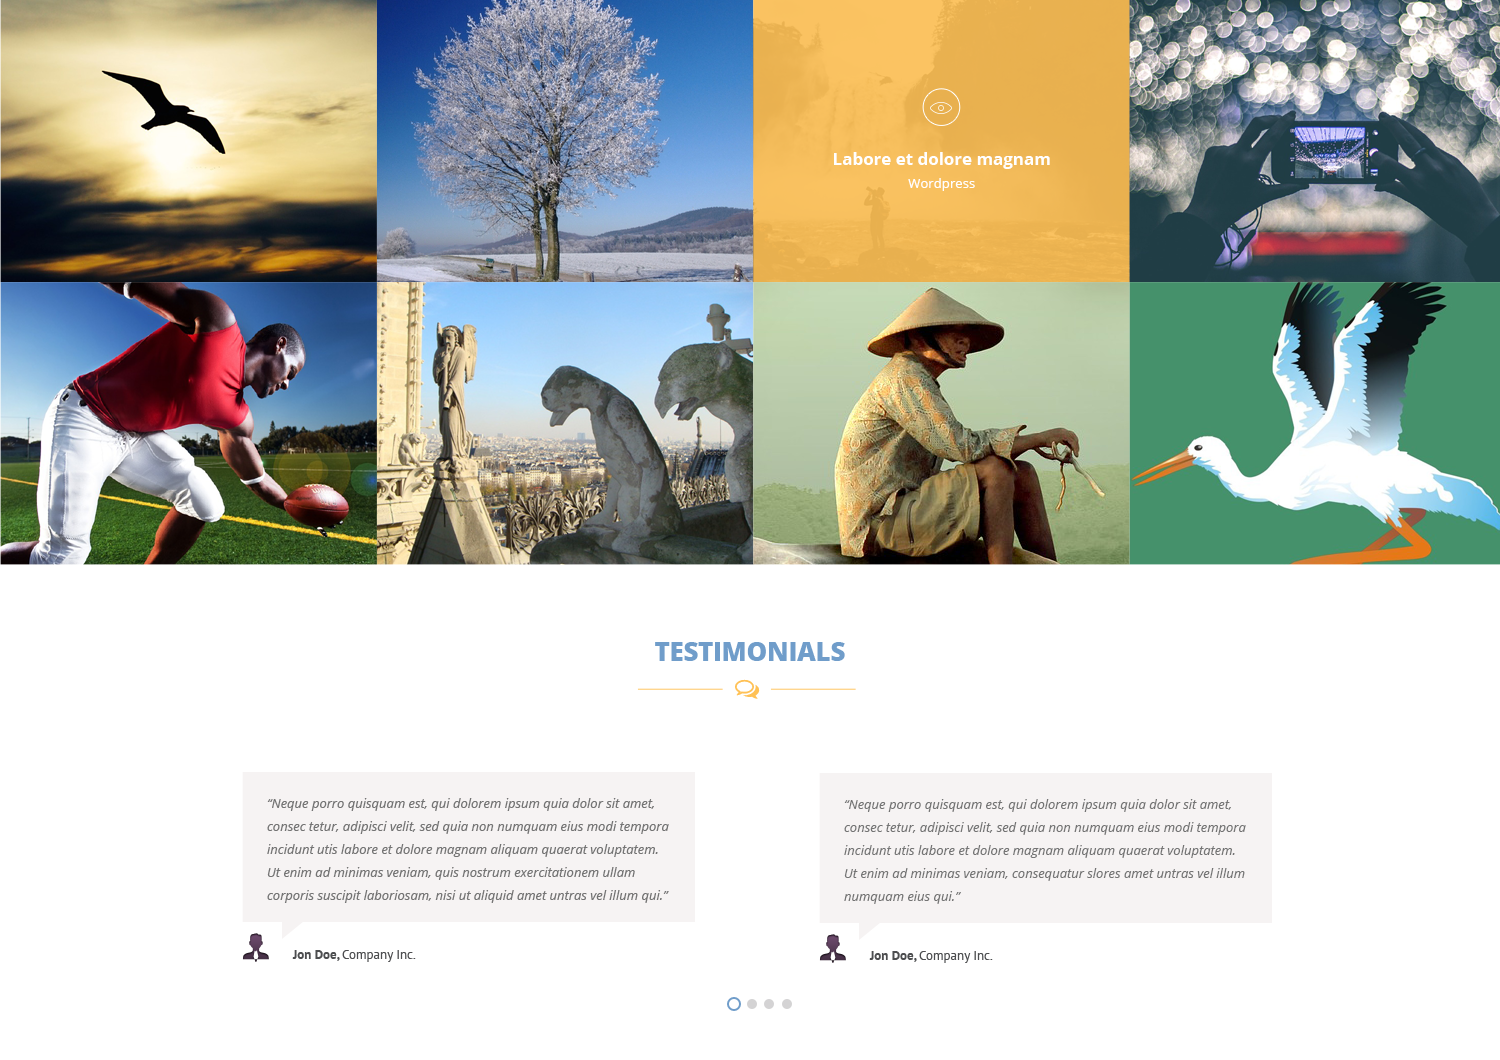 Labore et dolore magnam
Wordpress
TESTIMONIALS
“Neque porro quisquam est, qui dolorem ipsum quia dolor sit amet,
consec tetur, adipisci velit, sed quia non numquam eius modi tempora
incidunt utis labore et dolore magnam aliquam quaerat voluptatem.
Ut enim ad minimas veniam, quis nostrum exercitationem ullam
corporis suscipit laboriosam, nisi ut aliquid amet untras vel illum qui.”
Jon Doe, Company Inc.
“Neque porro quisquam est, qui dolorem ipsum quia dolor sit amet,
consec tetur, adipisci velit, sed quia non numquam eius modi tempora
incidunt utis labore et dolore magnam aliquam quaerat voluptatem.
Ut enim ad minimas veniam, consequatur slores amet untras vel illum
numquam eius qui.”
Jon Doe, Company Inc.